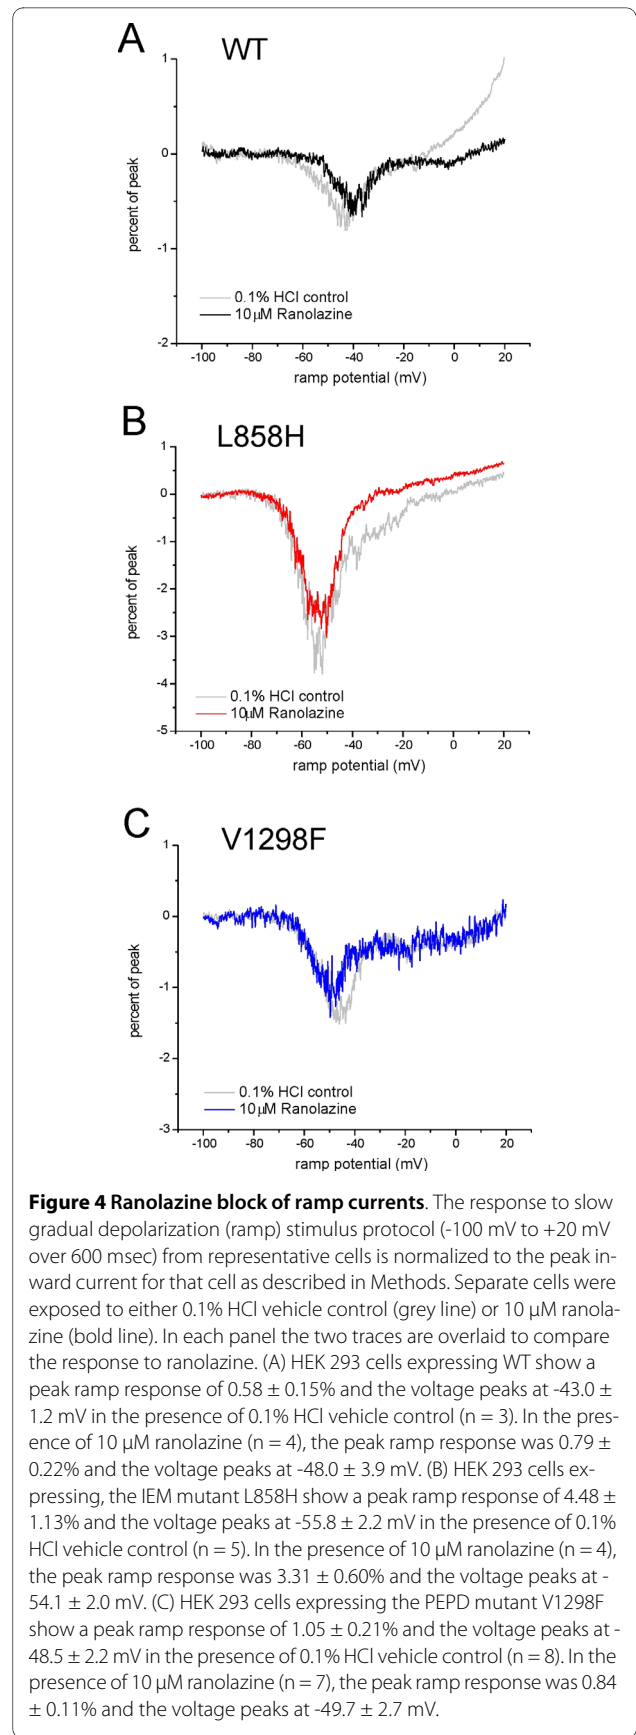 A
WT
1
0
-1
-2
percent of peak
0.1% HCl control
10 µM Ranolazine
-100 -80 -60 -40 -20 0 20
ramp potential (mV)
B
L858H
1
0
-1
-2
-3
-4
-5
percent of peak
0.1% HCl control
10µM Ranolazine
-100 -80 -60 -40 -20 0 20
ramp potential (mV)
C
V1298F
1
0
-1
-2
-3
percent of peak
0.1% HCl control
10µM Ranolazine
-100 -80 -60 -40 -20 0 20
ramp potential (mV)
Figure 4 Ranolazine block of ramp currents. The response to slow
gradual depolarization (ramp) stimulus protocol (-100 mV to +20 mV
over 600 msec) from representative cells is normalized to the peak in-
ward current for that cell as described in Methods. Separate cells were
exposed to either 0.1% HCl vehicle control (grey line) or 10 µM ranola-
zine (bold line). In each panel the two traces are overlaid to compare
the response to ranolazine. (A) HEK 293 cells expressing WT show a
peak ramp response of 0.58 ± 0.15% and the voltage peaks at -43.0 ±
1.2 mV in the presence of 0.1% HCl vehicle control (n = 3). In the pres-
ence of 10 µM ranolazine (n = 4), the peak ramp response was 0.79 ±
0.22% and the voltage peaks at -48.0 ± 3.9 mV. (B) HEK 293 cells ex-
pressing, the IEM mutant L858H show a peak ramp response of 4.48 ±
1.13% and the voltage peaks at -55.8 ± 2.2 mV in the presence of 0.1%
HCl vehicle control (n = 5). In the presence of 10 µM ranolazine (n = 4),
the peak ramp response was 3.31 ± 0.60% and the voltage peaks at -
54.1 ± 2.0 mV. (C) HEK 293 cells expressing the PEPD mutant V1298F
show a peak ramp response of 1.05 ± 0.21% and the voltage peaks at -
48.5 ± 2.2 mV in the presence of 0.1% HCl vehicle control (n = 8). In the
presence of 10 µM ranolazine (n = 7), the peak ramp response was 0.84
± 0.11% and the voltage peaks at -49.7 ± 2.7 mV.